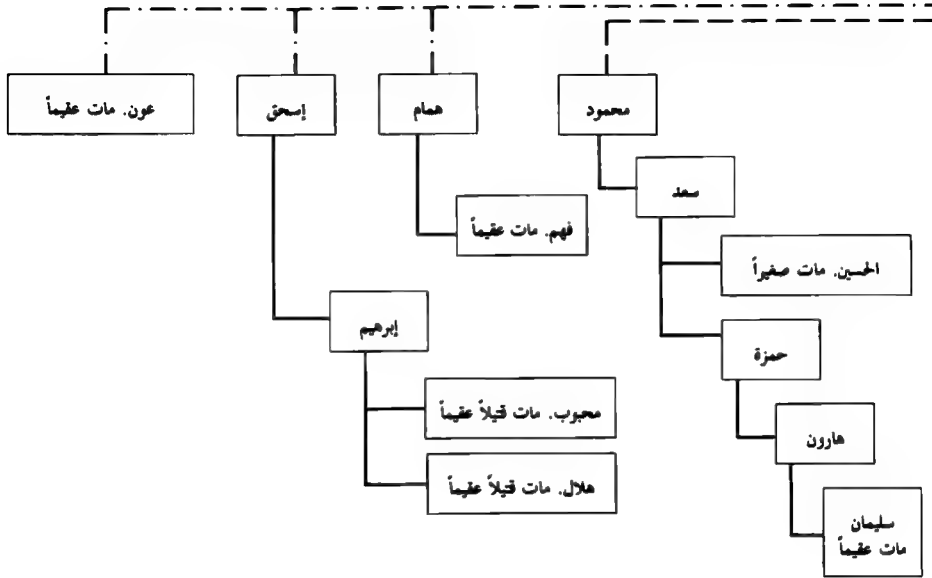 محمود
همام
إسحق
عون. مات عقيماً
سعد
فهم. مات عقيماً
الحسين. مات صغيراً
إبرهيم
حمزة
محبوب. مات قتيلاً عقيماً
هارون
هلال. مات قتيلاً عقيماً
سليمان
مات عقيماً